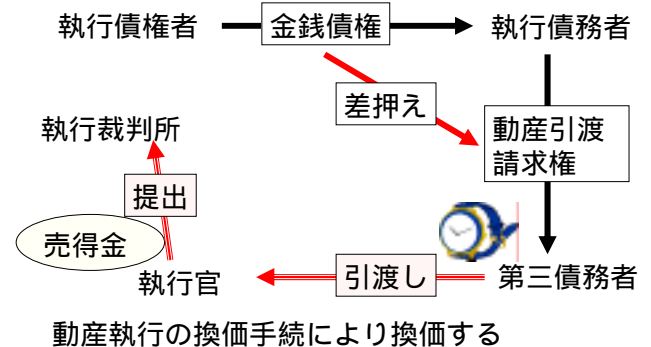 執行債権者
金銭債権
執行債務者
差押え
動産引渡
請求権
執行裁判所
提出
売得金
執行官
引渡し
第三債務者
動産執行の換価手続により換価する